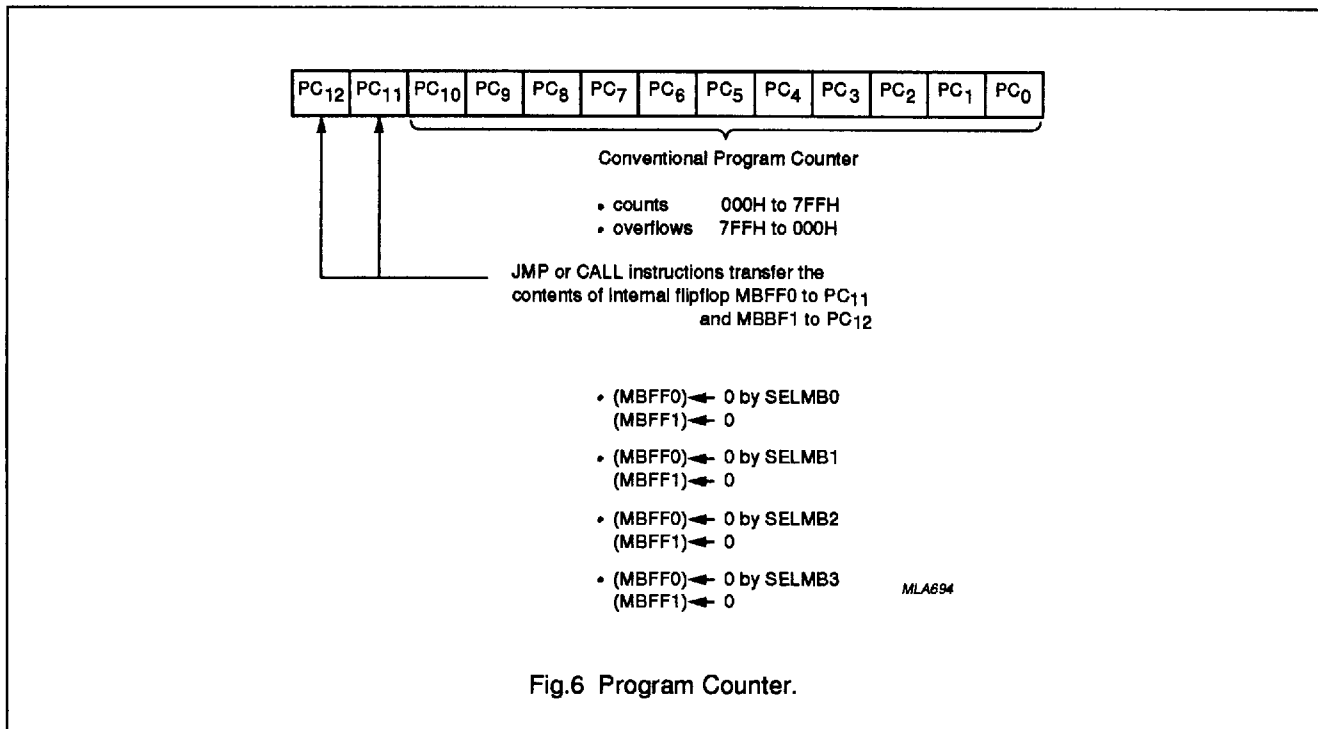 PC12 PC11 PC10 PC9 PC8 PC7 PC6 PC5 PC4 PC3 PC2 PC1 PC0
Conventional Program Counter
• counts 000H to 7FFH
• overflows 7FFH to 000H
JMP or CALL instructions transfer the
contents of internal flipflop MBFF0 to PC11
and MBBF1 to PC12
• (MBFF0) ← 0 by SELMB0
(MBFF1) ← 0
• (MBFF0) ← 0 by SELMB1
(MBFF1) ← 0
• (MBFF0) ← 0 by SELMB2
(MBFF1) ← 0
• (MBFF0) ← 0 by SELMB3
(MBFF1) ← 0
MLA694
Fig.6 Program Counter.